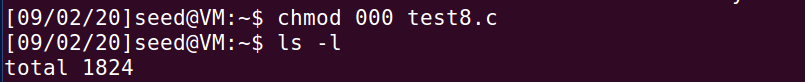 [09/02/20]seed@VM:~$ chmod 000 test8.c
[09/02/20]seed@VM:~$ ls -l
total 1824